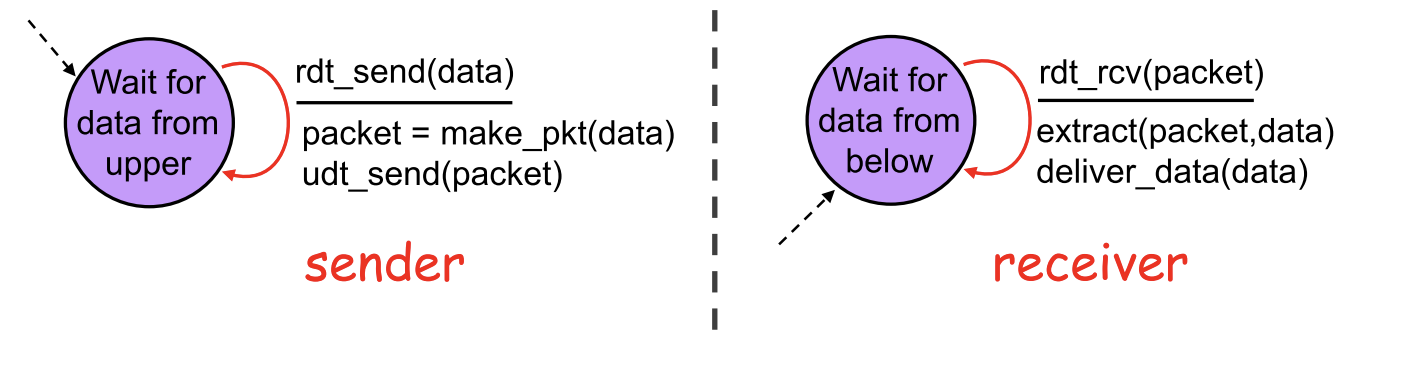 Wait for
data from
upper
rdt_send(data)
packet = make_pkt(data)
udt_send(packet)
sender
Wait for
data from
below
rdt_rcv(packet)
extract(packet,data)
deliver_data(data)
receiver